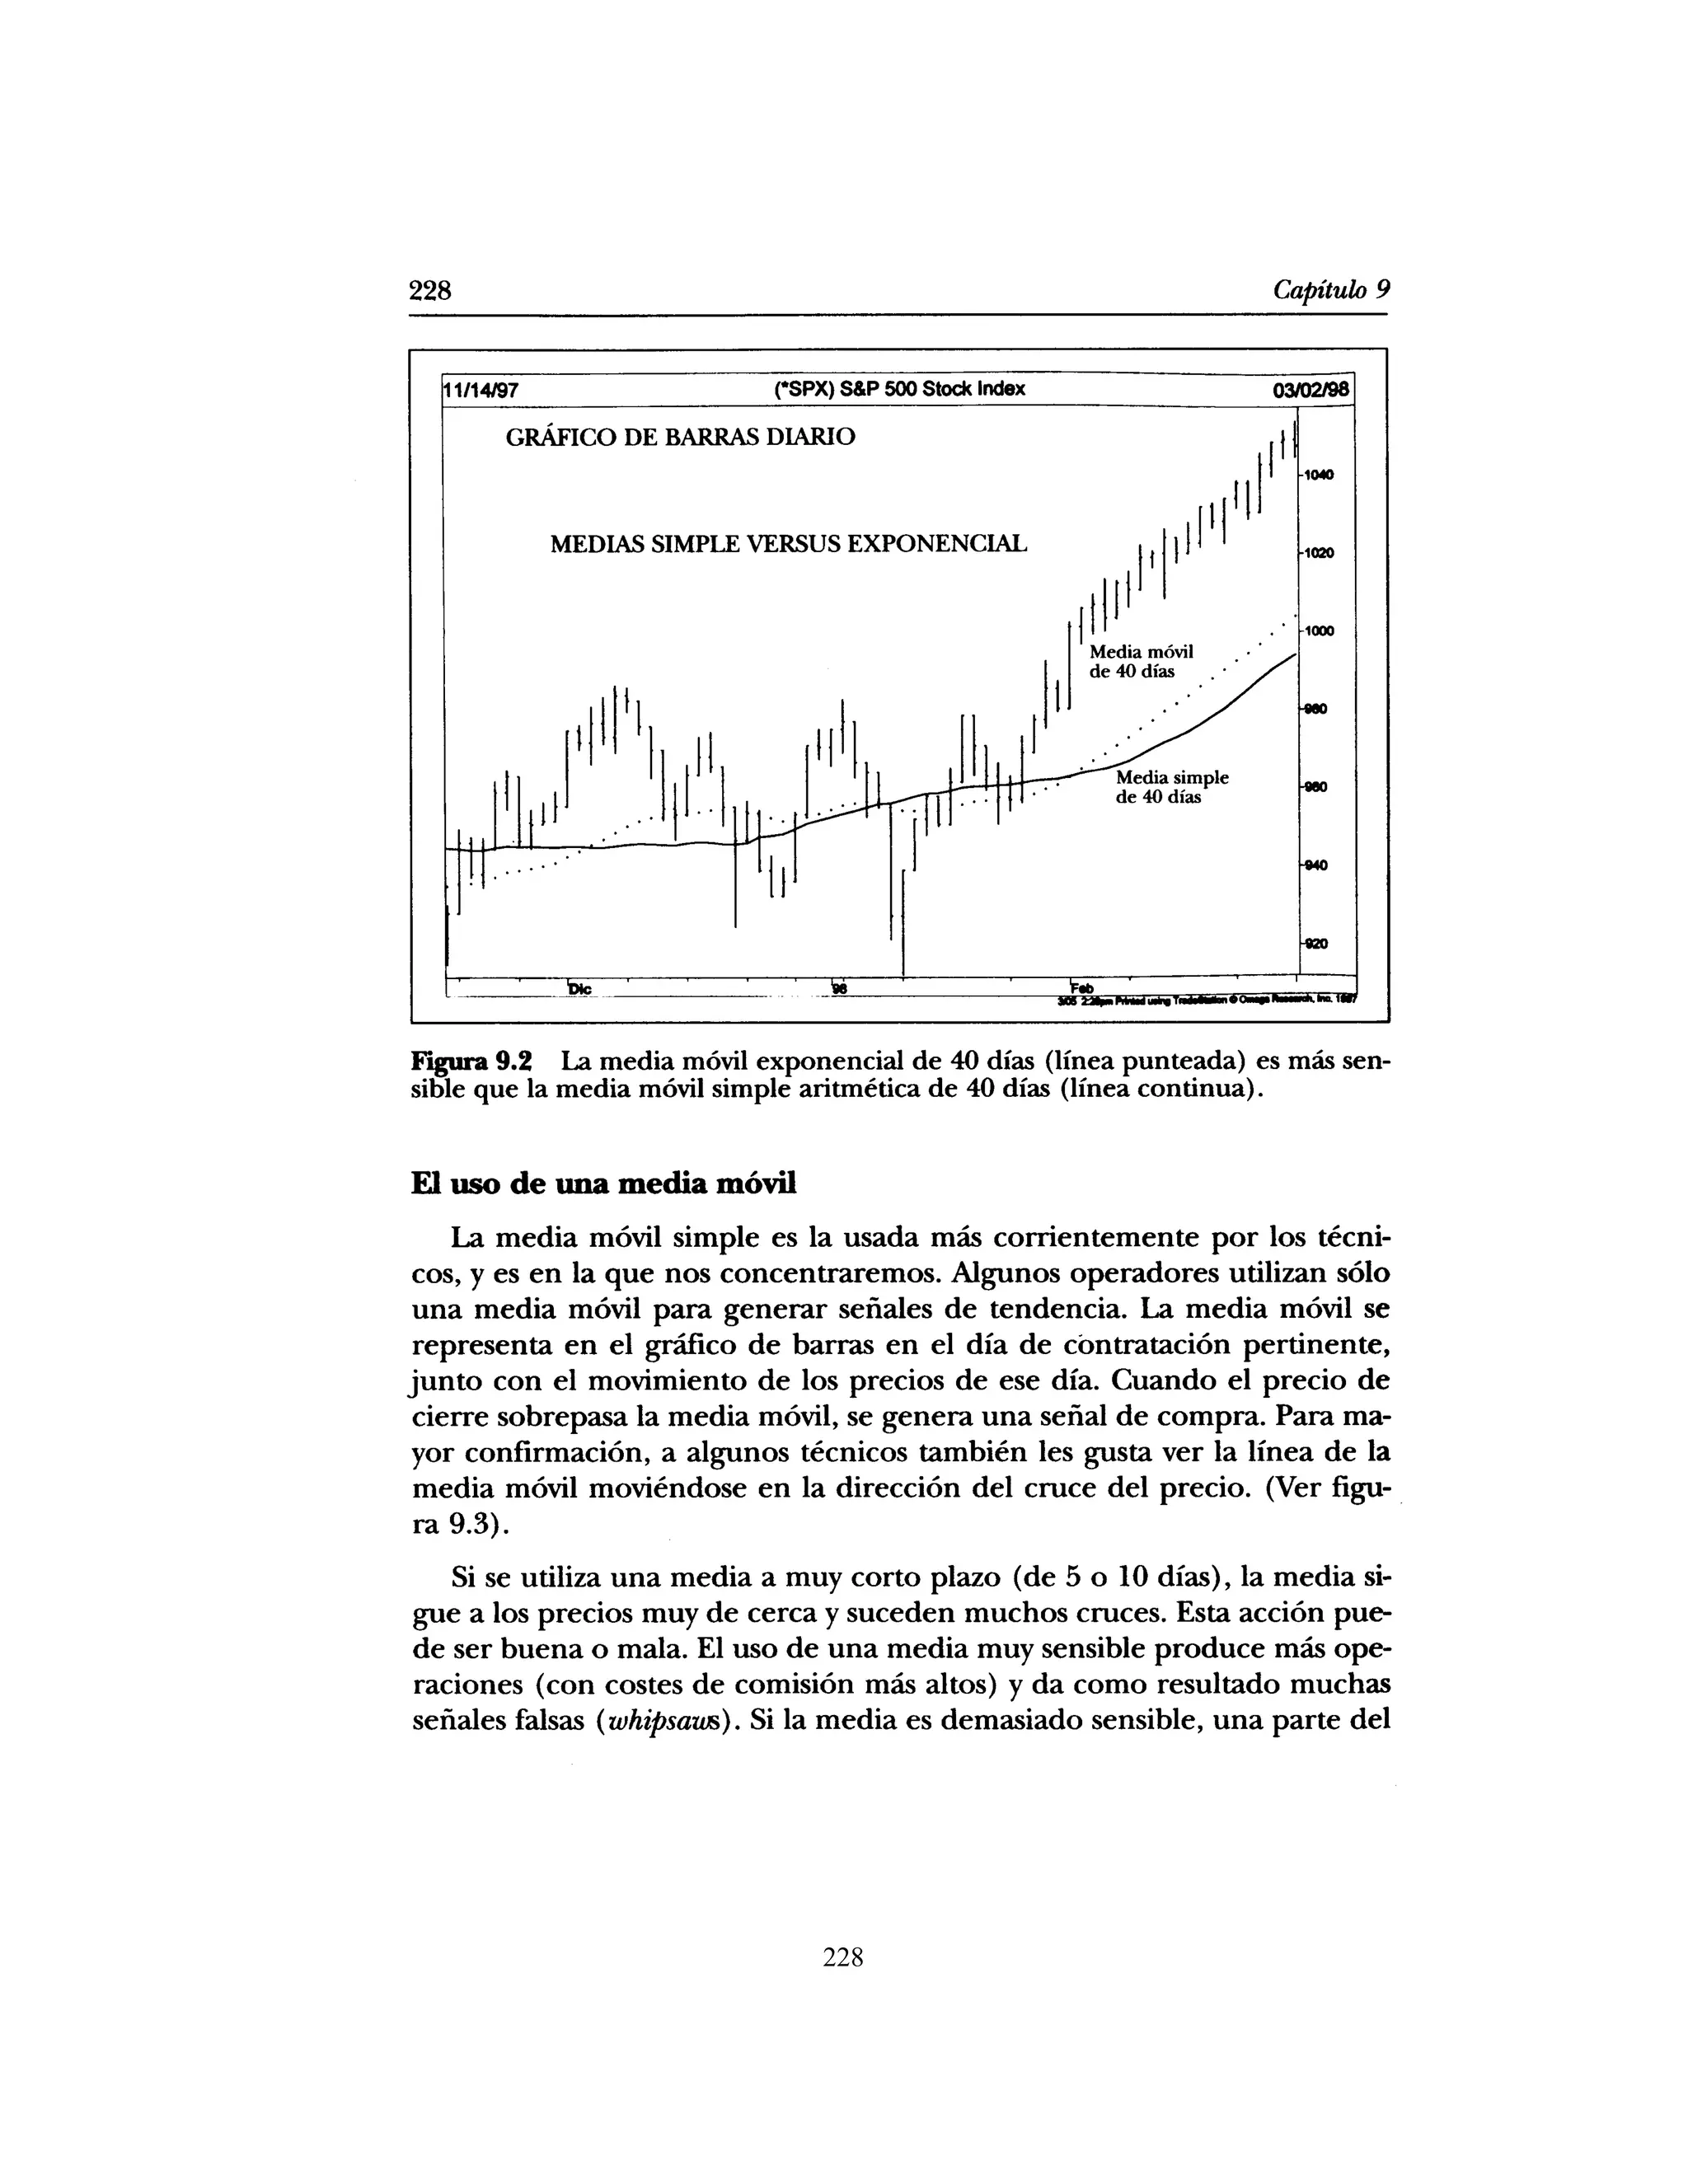 228
Capítulo 9
11/14/97
(*SPX) S&P 500 Stock Index
03/02/98
GRÁFICO DE BARRAS DIARIO
1040
MEDIAS SIMPLE VERSUS EXPONENCIAL
1020
1000
Media móvil
de 40 días
980
Media simple
de 40 días
960
940
920
Dic
98
Feb
3/05 2:28pm Printed using TradeStation © Omega Research, Inc. 1997
Figura 9.2 La media móvil exponencial de 40 días (línea punteada) es más sen-
sible que la media móvil simple aritmética de 40 días (línea continua).
El uso de una media móvil
La media móvil simple es la usada más corrientemente por los técni-
cos, y es en la que nos concentraremos. Algunos operadores utilizan sólo
una media móvil para generar señales de tendencia. La media móvil se
representa en el gráfico de barras en el día de contratación pertinente,
junto con el movimiento de los precios de ese día. Cuando el precio de
cierre sobrepasa la media móvil, se genera una señal de compra. Para ma-
yor confirmación, a algunos técnicos también les gusta ver la línea de la
media móvil moviéndose en la dirección del cruce del precio. (Ver figu-
ra 9.3).
Si se utiliza una media a muy corto plazo (de 5 o 10 días), la media si-
gue a los precios muy de cerca y suceden muchos cruces. Esta acción pue-
de ser buena o mala. El uso de una media muy sensible produce más ope-
raciones (con costes de comisión más altos) y da como resultado muchas
señales falsas (whipsaws). Si la media es demasiado sensible, una parte del
228